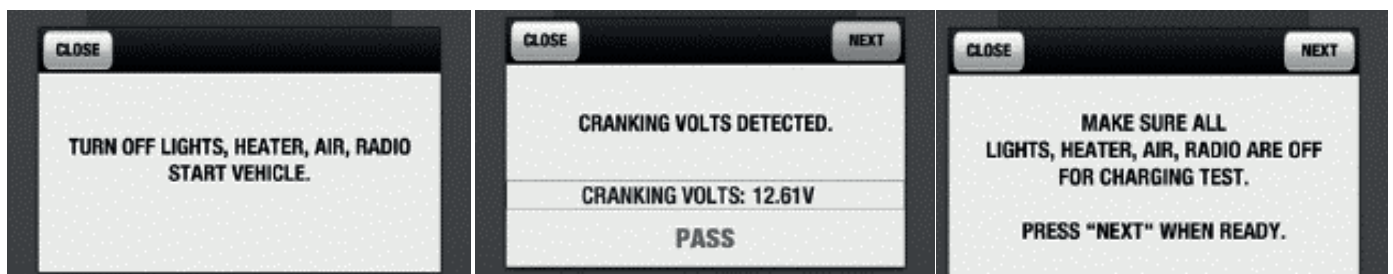 CLOSE
TURN OFF LIGHTS, HEATER, AIR, RADIO
START VEHICLE.
CLOSE
NEXT
CRANKING VOLTS DETECTED.
CRANKING VOLTS: 12.61V
PASS
CLOSE
NEXT
MAKE SURE ALL
LIGHTS, HEATER, AIR, RADIO ARE OFF
FOR CHARGING TEST.
PRESS "NEXT" WHEN READY.